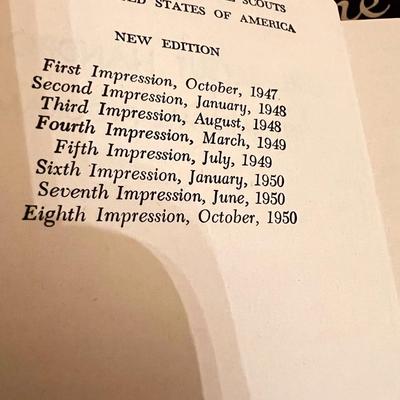 SCOUTS
STATES OF AMERICA
NEW EDITION
First Impression, October, 1947
Second Impression, January, 1948
Third Impression, August, 1948
Fourth Impression, March, 1949
Fifth Impression, July, 1949
Sixth Impression, January, 1950
Seventh Impression, June, 1950
Eighth Impression, October, 1950